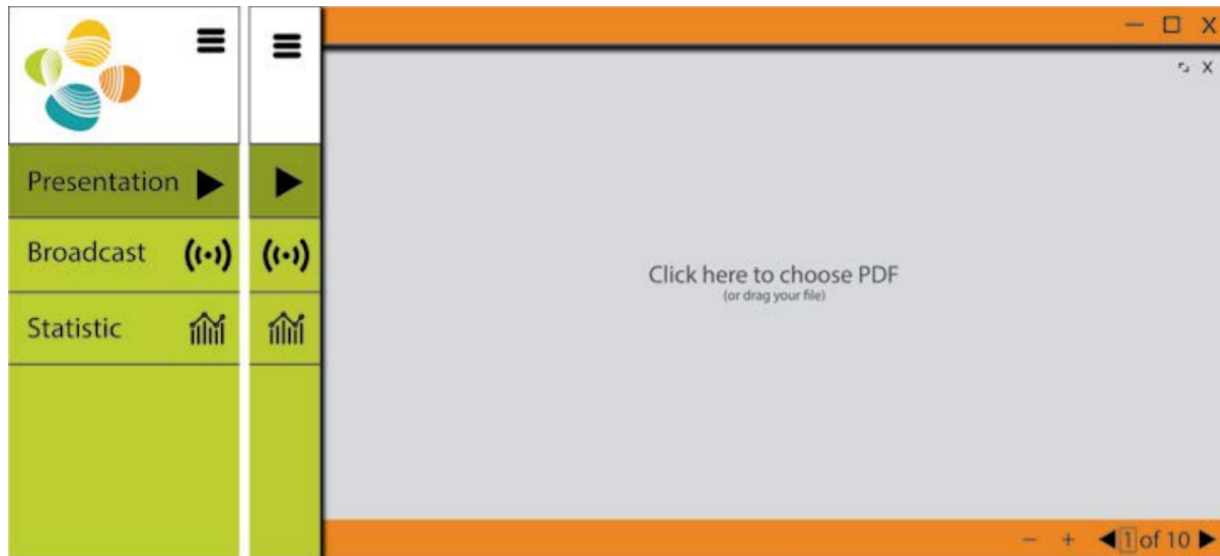 Presentation
Broadcast
Statistic
X
X
Click here to choose PDF
(or drag your file)
- + 1 of 10